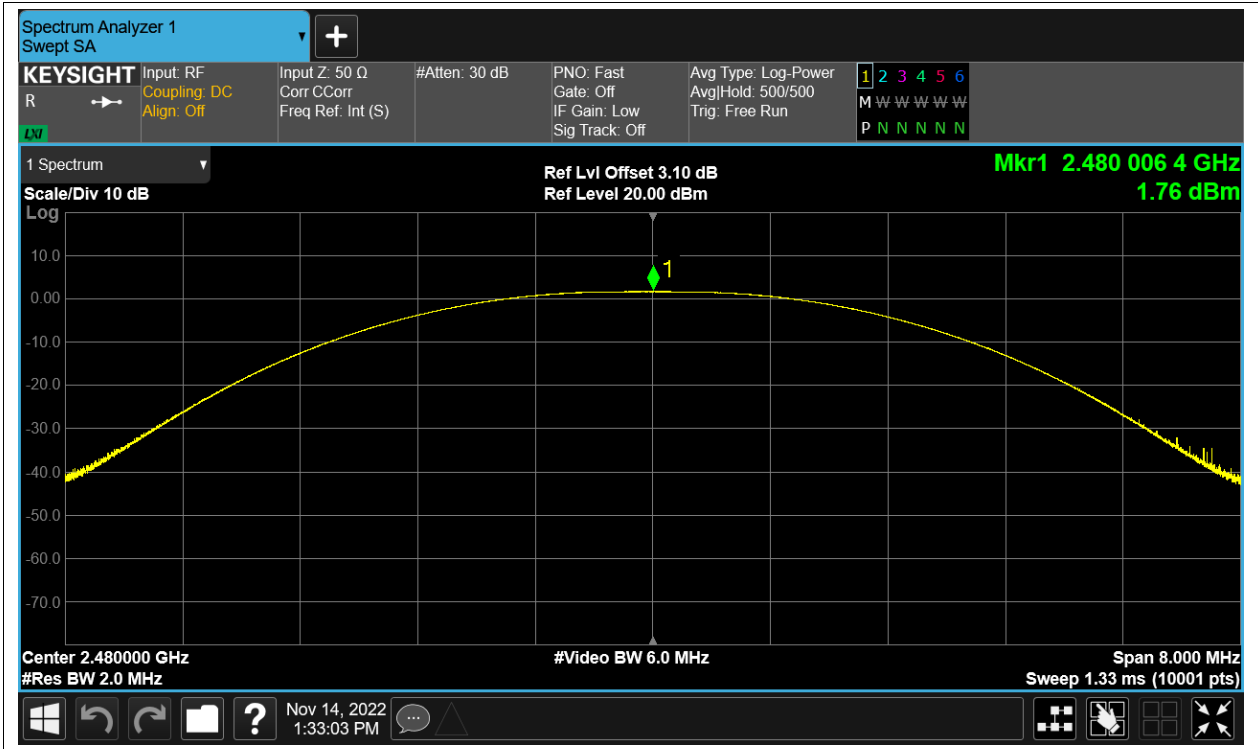 Spectrum Analyzer 1
Swept SA
KEYSIGHT
R
LXI
Input: RF
Coupling: DC
Align: Off
Input Z: 50 Ω
Corr CCorr
Freq Ref: Int (S)
#Atten: 30 dB
PNO: Fast
Gate: Off
IF Gain: Low
Sig Track: Off
Avg Type: Log-Power
Avg|Hold: 500/500
Trig: Free Run
1 2 3 4 5 6
M W W W W W
P N N N N N
1 Spectrum
Scale/Div 10 dB
Ref Lvl Offset 3.10 dB
Ref Level 20.00 dBm
Mkr1 2.480 006 4 GHz
1.76 dBm
Log
10.0
0.00
-10.0
-20.0
-30.0
-40.0
-50.0
-60.0
-70.0
1
Center 2.480000 GHz
#Video BW 6.0 MHz
Span 8.000 MHz
#Res BW 2.0 MHz
Sweep 1.33 ms (10001 pts)
?
Nov 14, 2022
1:33:03 PM